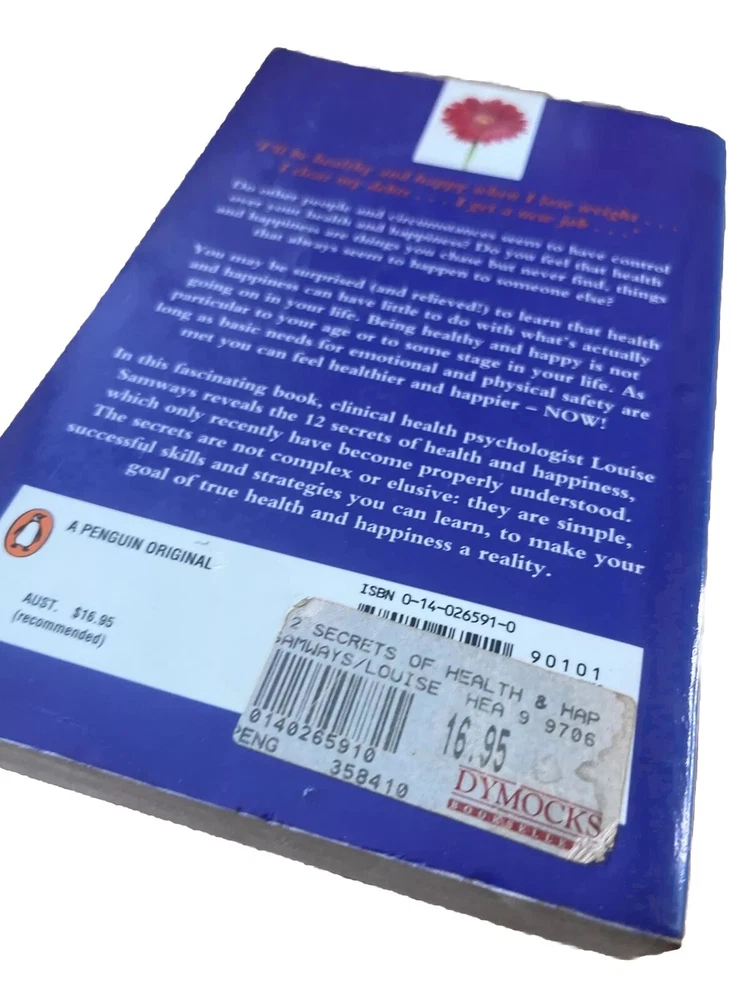 'I'll be healthy and happy when I lose weight . . .
I clear my debts . . . I get a new job . . . .'
Do other people and circumstances seem to have control
over your health and happiness? Do you feel that health
and happiness are things you chase but never find, things
that always seem to happen to someone else?
You may be surprised (and relieved!) to learn that health
and happiness can have little to do with what's actually
going on in your life. Being healthy and happy is not
particular to your age or to some stage in your life. As
long as basic needs for emotional and physical safety are
met you can feel healthier and happier – NOW!
In this fascinating book, clinical health psychologist Louise
Samways reveals the 12 secrets of health and happiness,
which only recently have become properly understood.
The secrets are not complex or elusive: they are simple,
successful skills and strategies you can learn, to make your
goal of true health and happiness a reality.
A PENGUIN ORIGINAL
AUST. $16.95
(recommended)
ISBN 0-14-026591-0
90101
2 SECRETS OF HEALTH & HAP
SAMWAYS/LOUISE
HEA 9 9706
0140265910
16.95
PENG
358410
DYMOCKS
BOOKSELLE